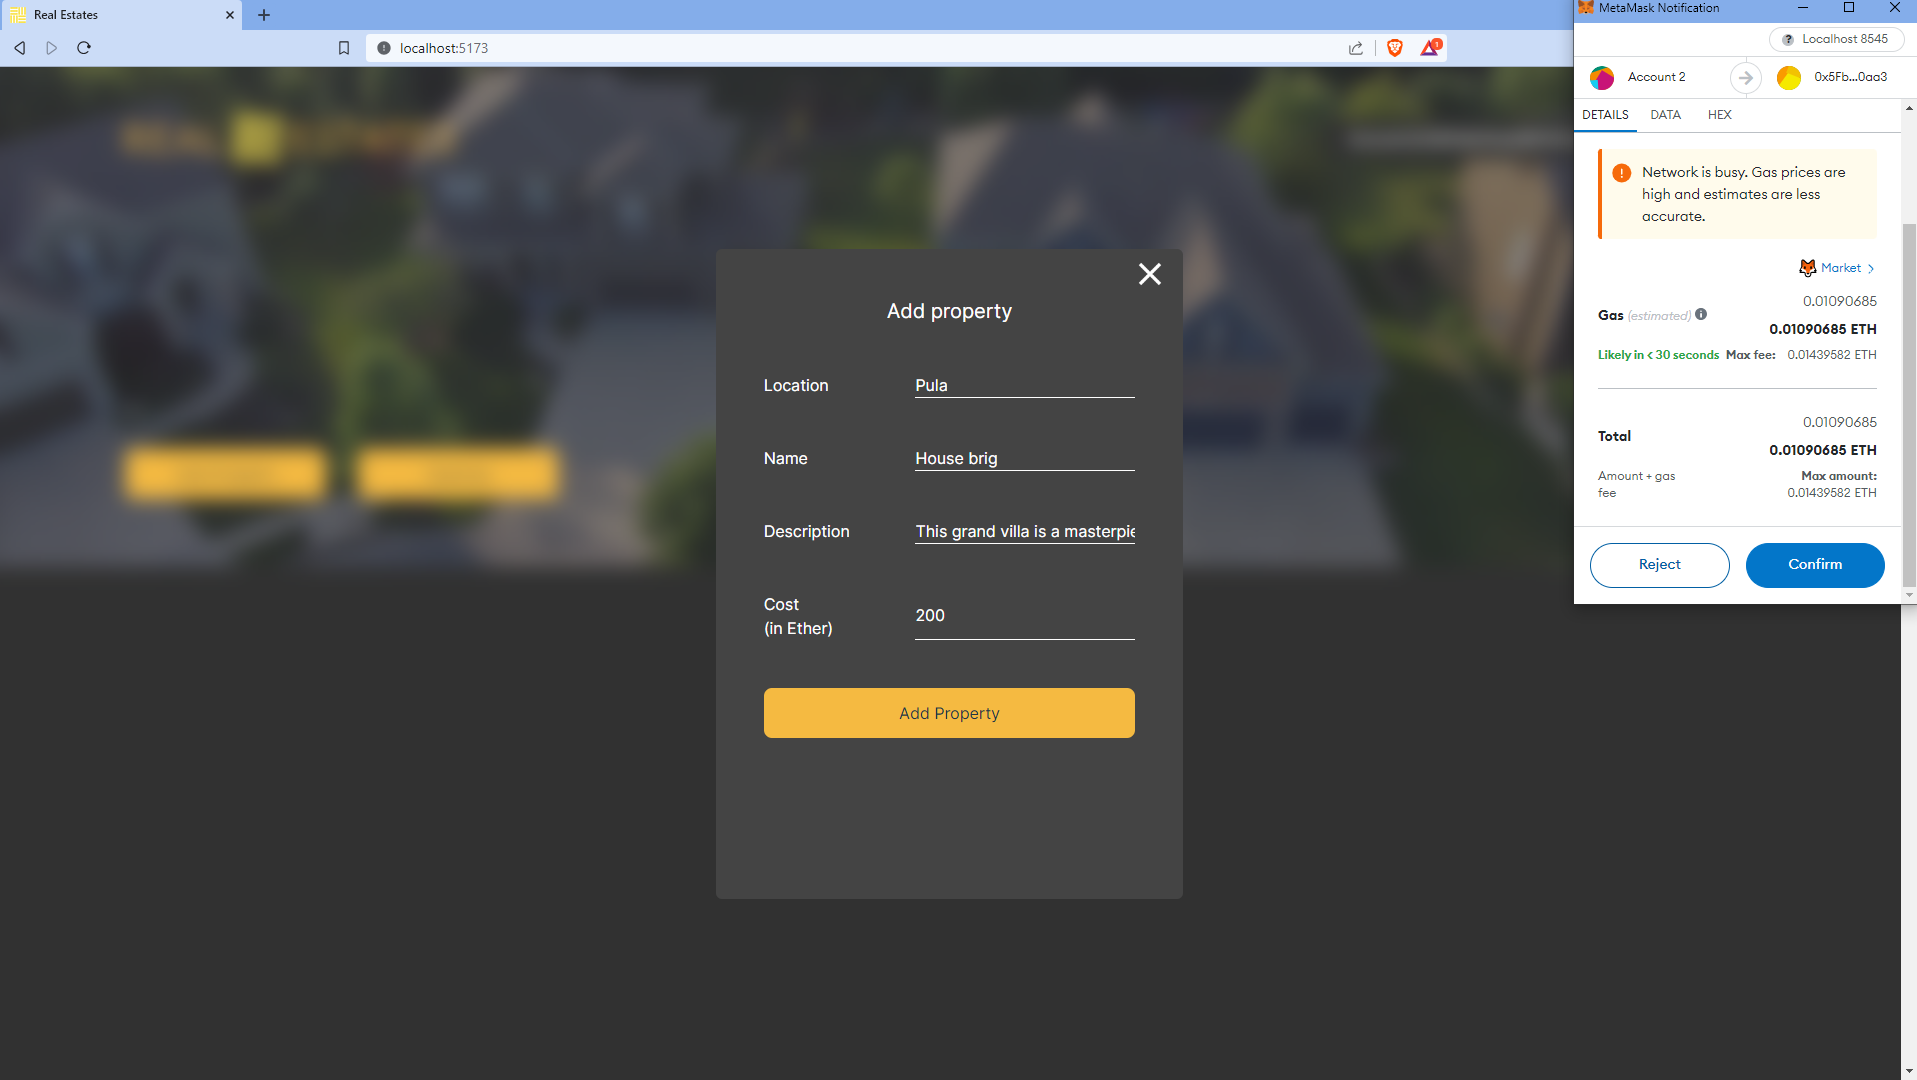 Real Estates
localhost:5173
MetaMask Notification
Localhost 8545
Account 2
0x5Fb...0aa3
DETAILS DATA HEX
Network is busy. Gas prices are
high and estimates are less
accurate.
Market
0.01090685
Gas (estimated)
0.01090685 ETH
Likely in < 30 seconds Max fee: 0.01439582 ETH
0.01090685
Total
0.01090685 ETH
Amount + gas
fee
Max amount:
0.01439582 ETH
Reject
Confirm
Add property
Location
Pula
Name
House brig
Description
This grand villa is a masterpie
Cost
(in Ether)
200
Add Property